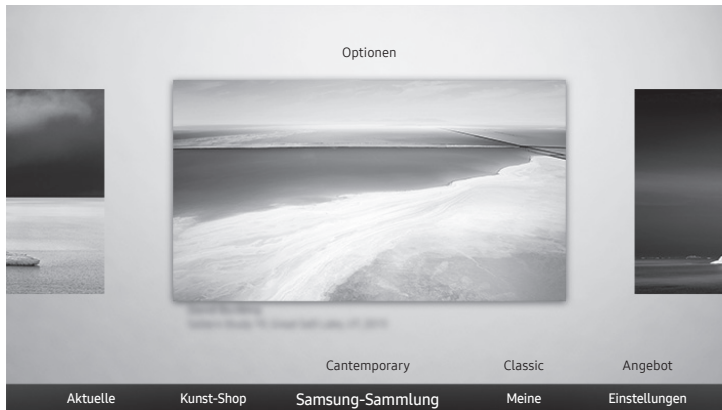 Optionen
Cantemporary Classic Angebot
Aktuelle Kunst-Shop Samsung-Sammlung Meine Einstellungen